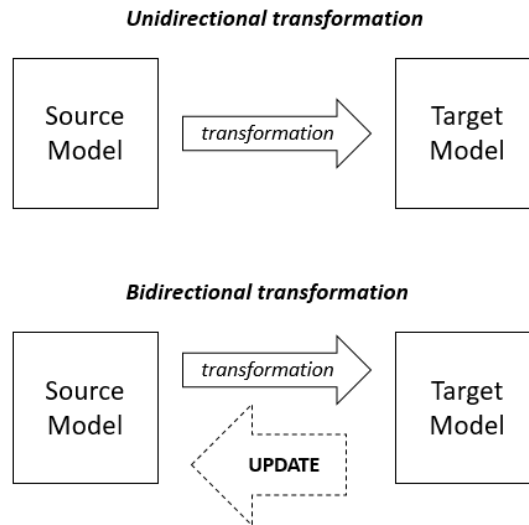 Unidirectional transformation
Source
Model
transformation
Target
Model
Bidirectional transformation
Source
Model
transformation
UPDATE
Target
Model